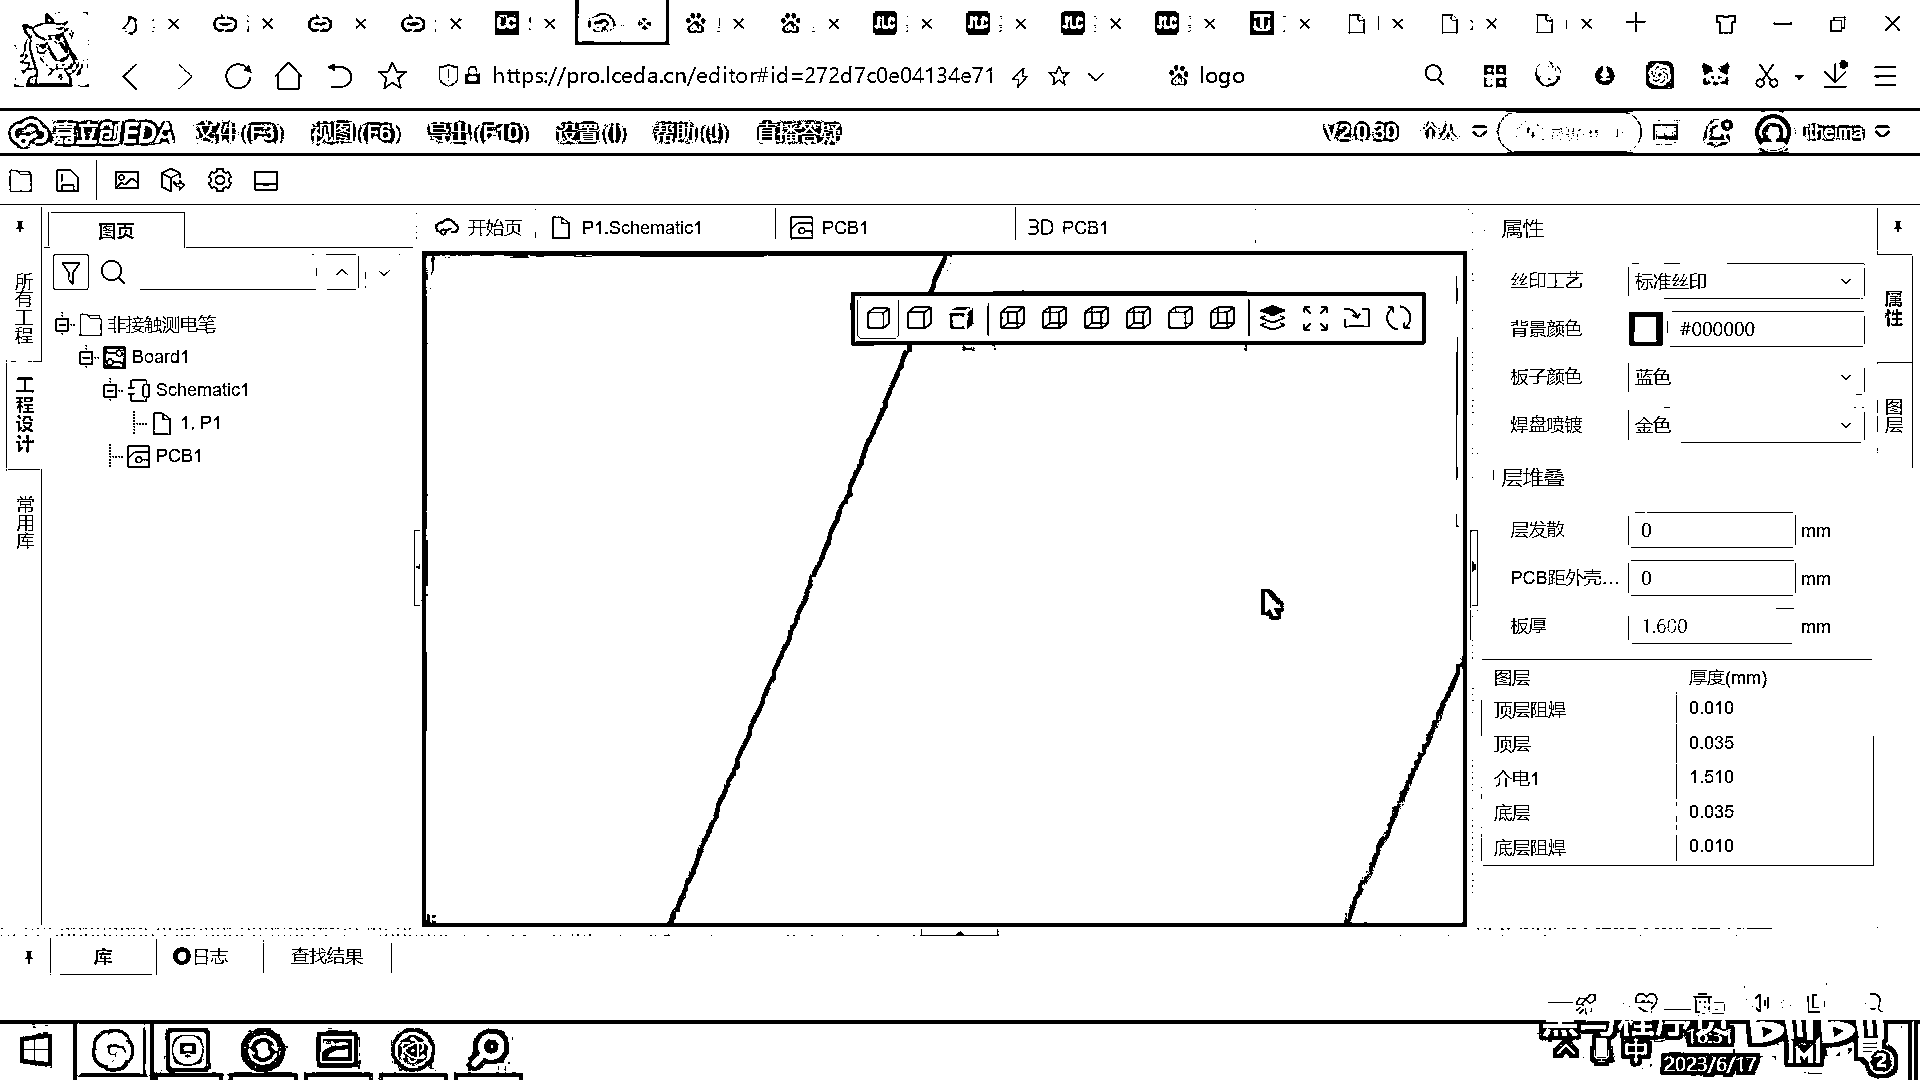 https://pro.lceda.cn/editor#id=272d7c0e04134e71
logo
嘉立创EDA
文件(F3)
视图(F6)
导出(F10)
设置(I)
帮助(J)
直播答疑
V2.0.30
个人
itheima
图页
开始页
P1.Schematic1
PCB1
3D PCB1
属性
所有工程
工程设计
常用库
非接触测电笔
Board1
Schematic1
1. P1
PCB1
丝印工艺
标准丝印
背景颜色
#000000
板子颜色
蓝色
焊盘喷镀
金色
属性
图层
层堆叠
层发散
0
mm
PCB距外壳...
0
mm
板厚
1.600
mm
图层
厚度(mm)
顶层阻焊
0.010
顶层
0.035
介电1
1.510
底层
0.035
底层阻焊
0.010
库
日志
查找结果
中
2023/6/17
2